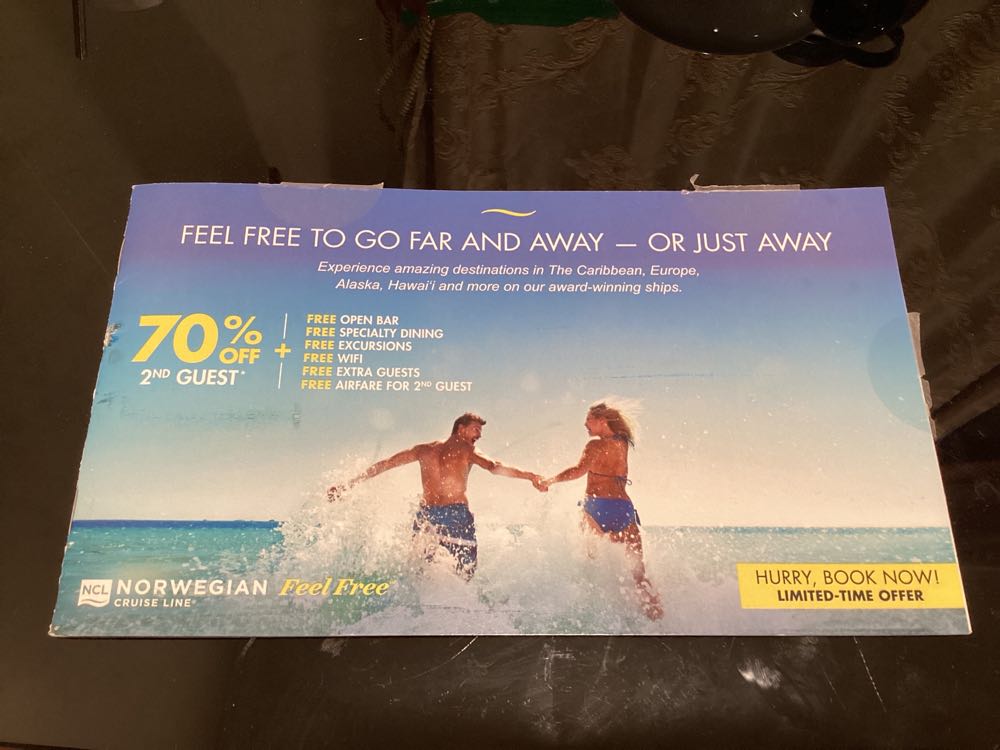 FEEL FREE TO GO FAR AND AWAY — OR JUST AWAY
Experience amazing destinations in The Caribbean, Europe,
Alaska, Hawai'i and more on our award-winning ships.
70% OFF
2ND GUEST*
+
FREE OPEN BAR
FREE SPECIALTY DINING
FREE EXCURSIONS
FREE WIFI
FREE EXTRA GUESTS
FREE AIRFARE FOR 2ND GUEST
NCL NORWEGIAN
CRUISE LINE®
Feel Free™
HURRY, BOOK NOW!
LIMITED-TIME OFFER